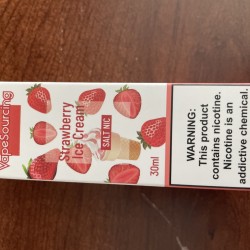 VapeSourcing
Strawberry
Ice Cream
SALT NIC
30ml
WARNING:
This product
contains nicotine.
Nicotine is an
addictive chemical.